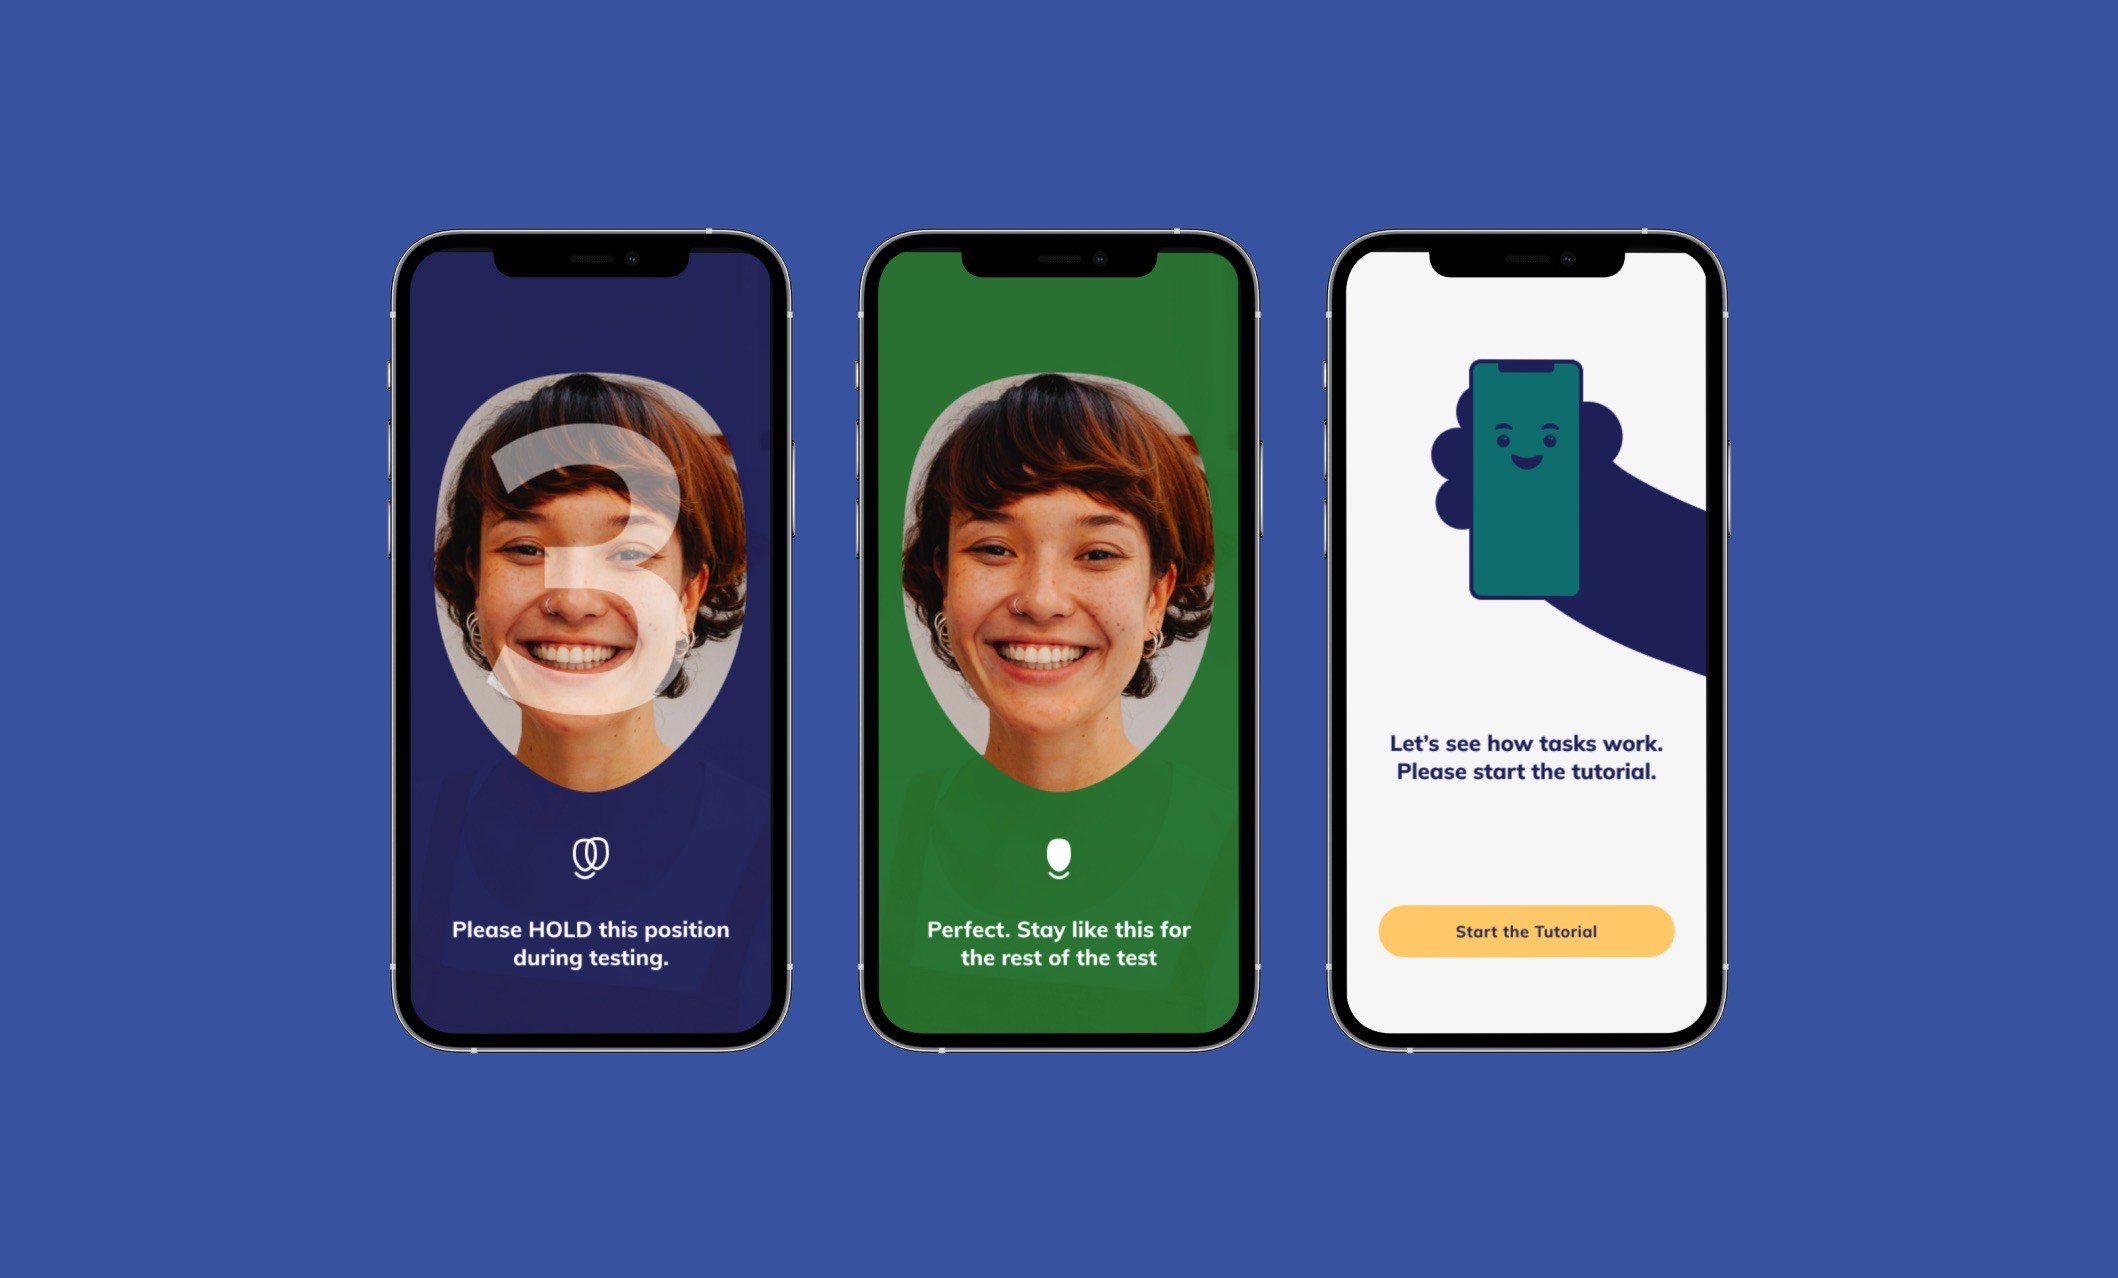 3
Please HOLD this position
during testing.
Perfect. Stay like this for
the rest of the test
Let's see how tasks work.
Please start the tutorial.
Start the Tutorial